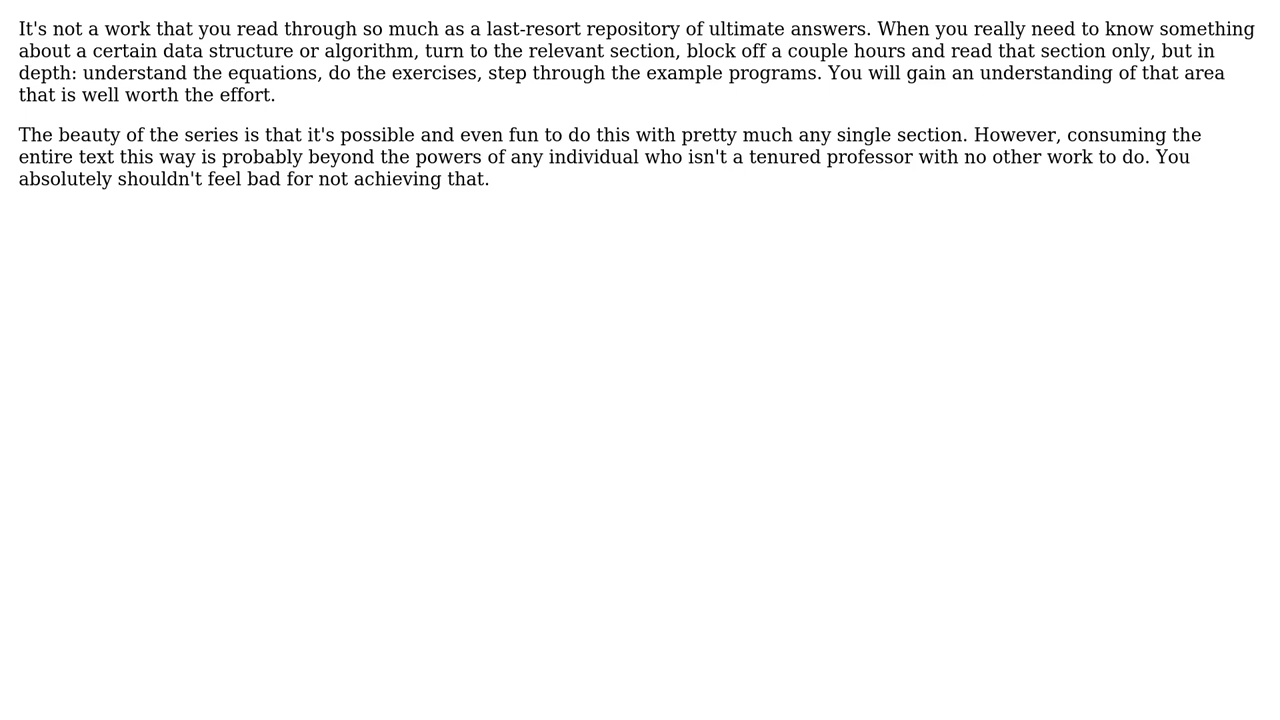 It's not a work that you read through so much as a last-resort repository of ultimate answers. When you really need to know something
about a certain data structure or algorithm, turn to the relevant section, block off a couple hours and read that section only, but in
depth: understand the equations, do the exercises, step through the example programs. You will gain an understanding of that area
that is well worth the effort.
The beauty of the series is that it's possible and even fun to do this with pretty much any single section. However, consuming the
entire text this way is probably beyond the powers of any individual who isn't a tenured professor with no other work to do. You
absolutely shouldn't feel bad for not achieving that.